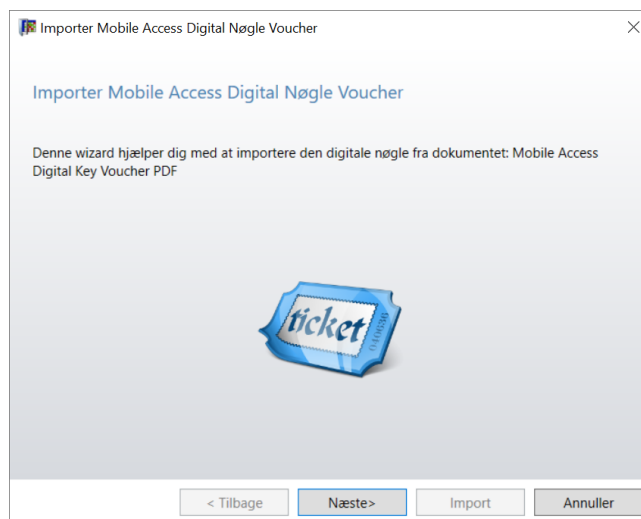 Importer Mobile Access Digital Nøgle Voucher
Importer Mobile Access Digital Nøgle Voucher
Denne wizard hjælper dig med at importere den digitale nøgle fra dokumentet: Mobile Access
Digital Key Voucher PDF
ticket
040636
< Tilbage
Næste>
Import
Annuller